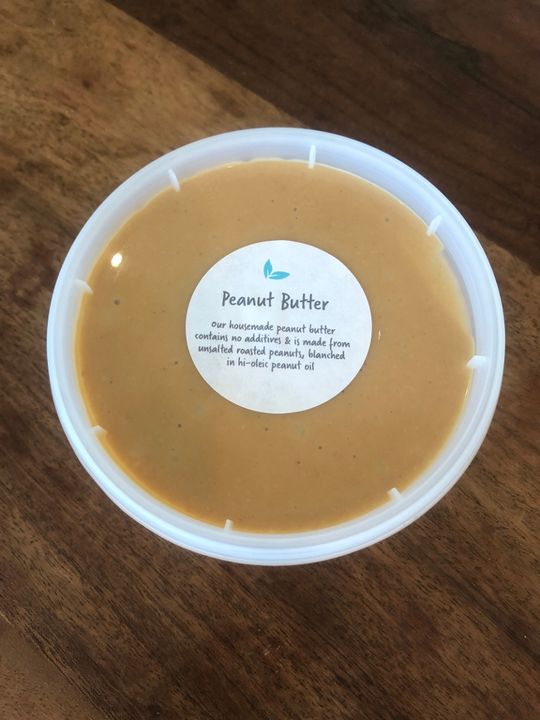 Peanut Butter
Our housemade peanut butter
contains no additives & is made from
unsalted roasted peanuts, blanched
in hi-oleic peanut oil